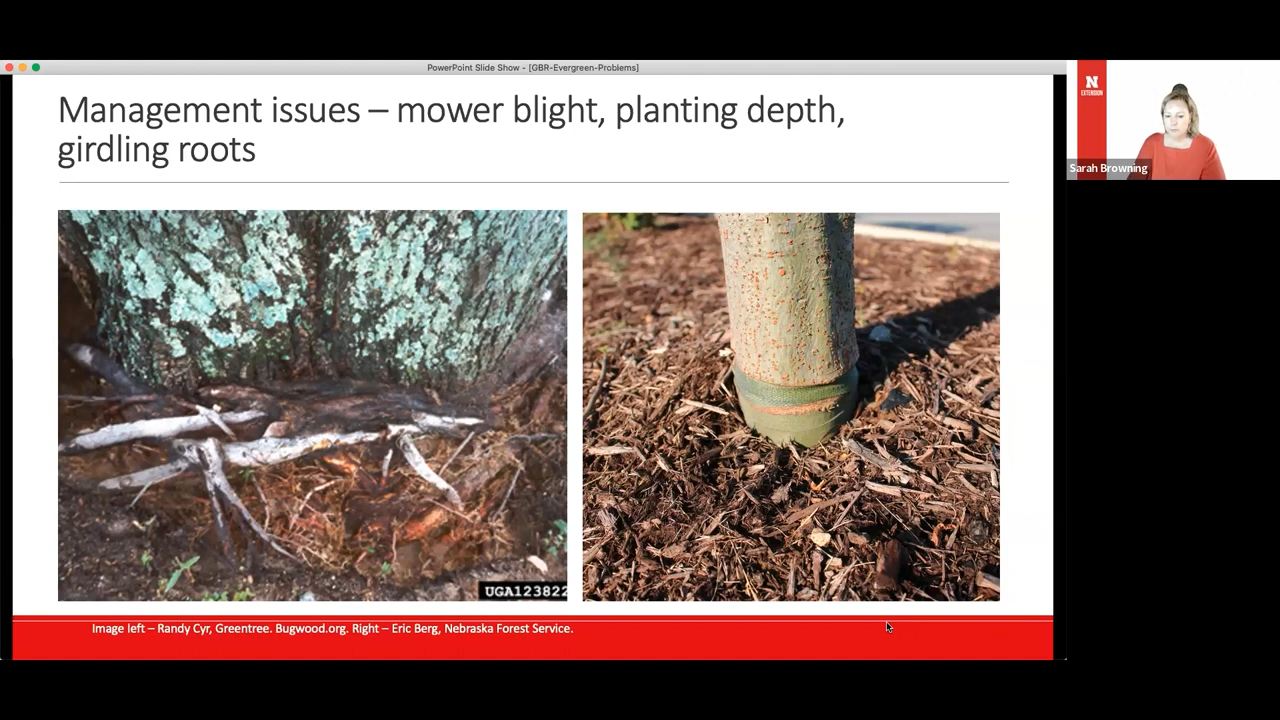 PowerPoint Slide Show - [GBR-Evergreen-Problems]
Management issues – mower blight, planting depth,
girdling roots
N
EXTENSION
Sarah Browning
UGA123822
Image left – Randy Cyr, Greentree. Bugwood.org. Right – Eric Berg, Nebraska Forest Service.